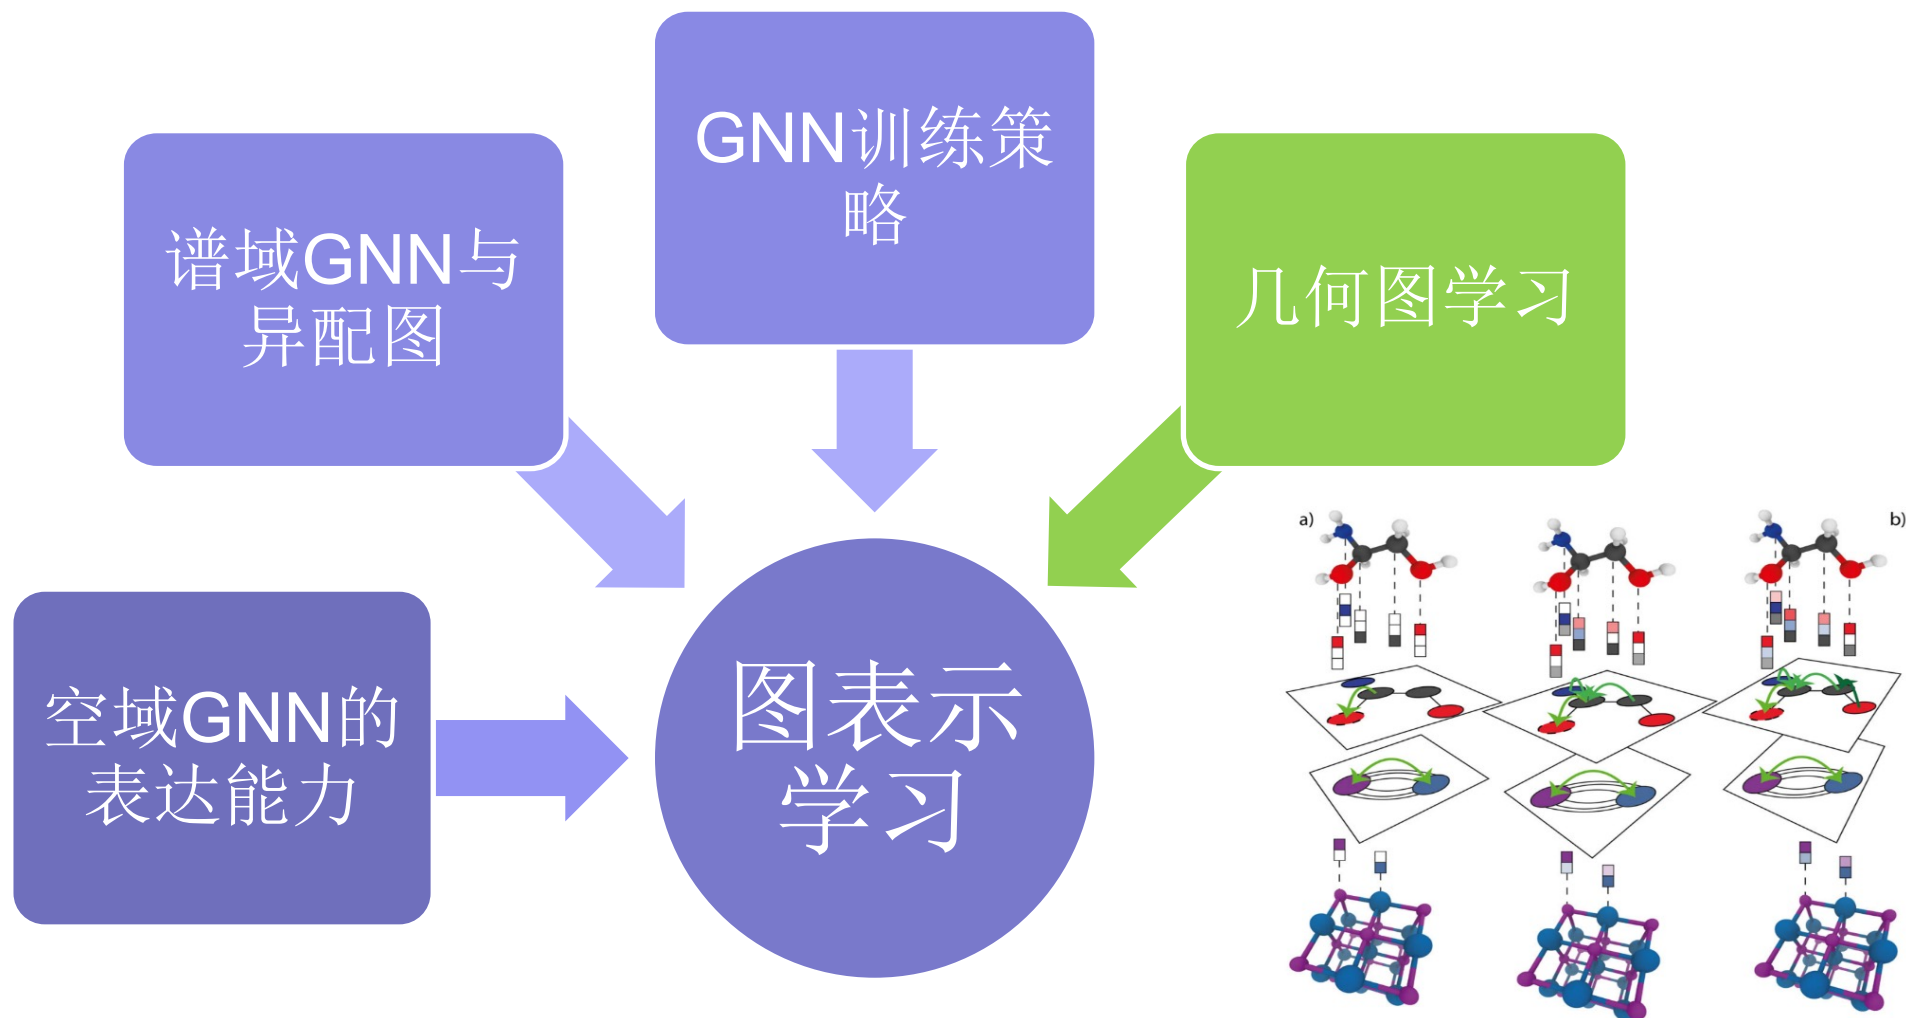 GNN训练策
略
谱域GNN与
异配图
几何图学习
空域GNN的
表达能力
图表示
学习
a)
b)